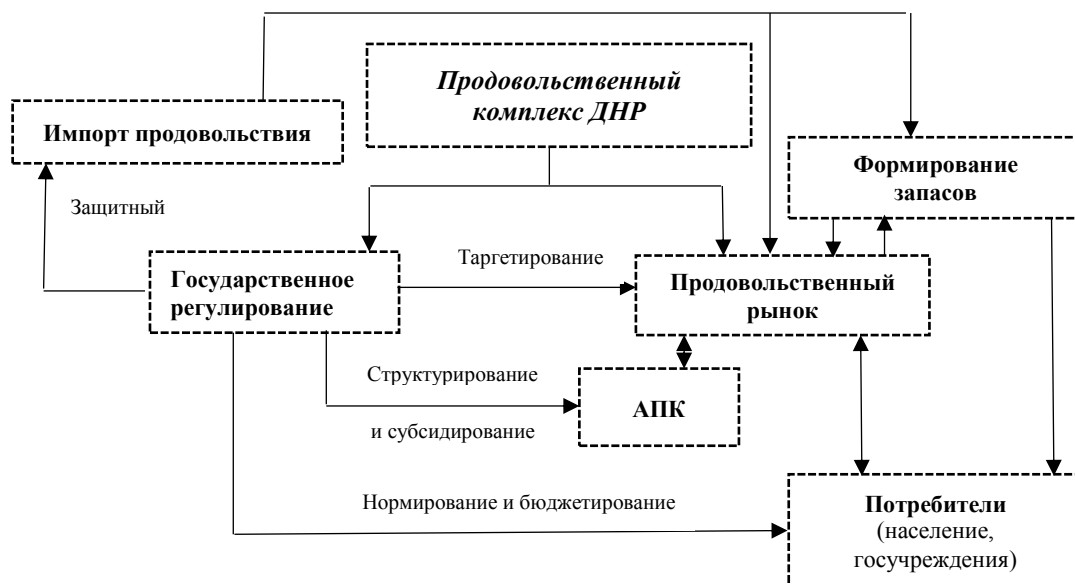 Продовольственный
комплекс ДНР
Импорт продовольствия
Формирование
запасов
Защитный
Таргетирование
Государственное
регулирование
Продовольственный
рынок
Структурирование
АПК
и субсидирование
Нормирование и бюджетирование
Потребители
(население,
госучреждения)